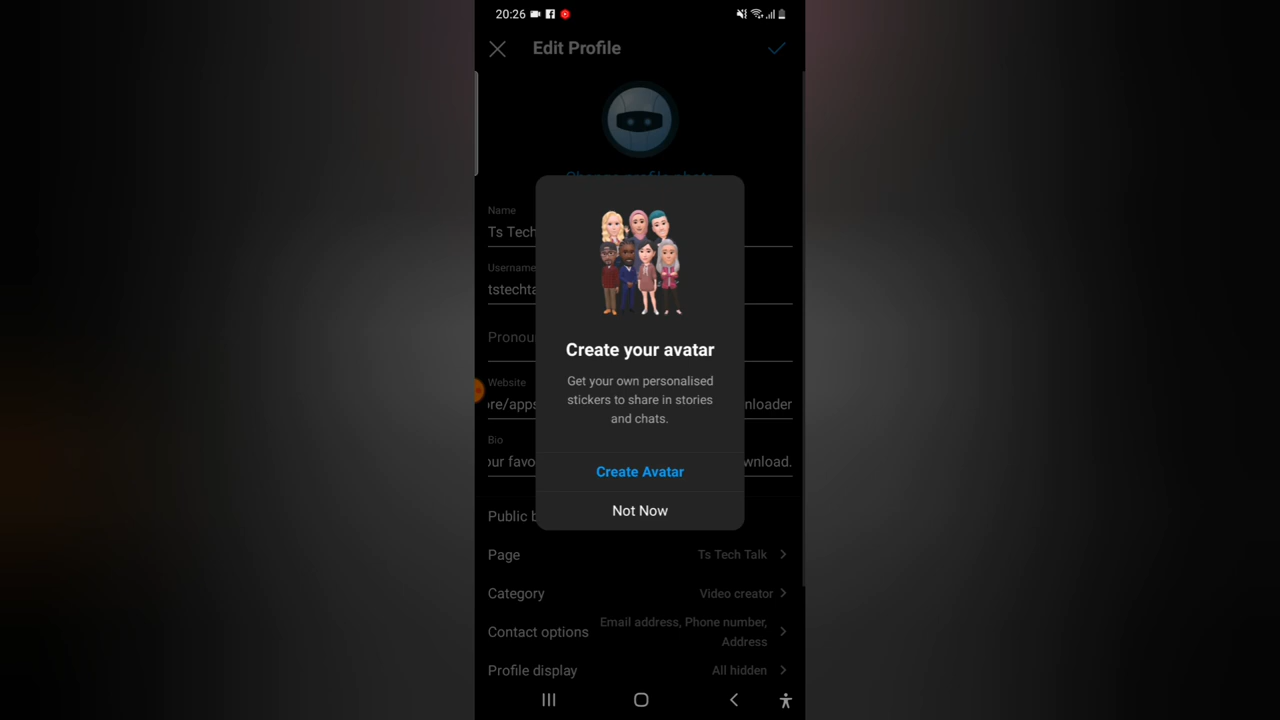 20:26
Edit Profile
Name
Ts Tech
Username
tstechta
Create your avatar
Get your own personalised
stickers to share in stories
and chats.
Website
re/apps
nloader
Bio
our favo
wnload.
Create Avatar
Not Now
Public b
Page
Ts Tech Talk
Category
Video creator
Contact options
Email address, Phone number,
Address
Profile display
All hidden